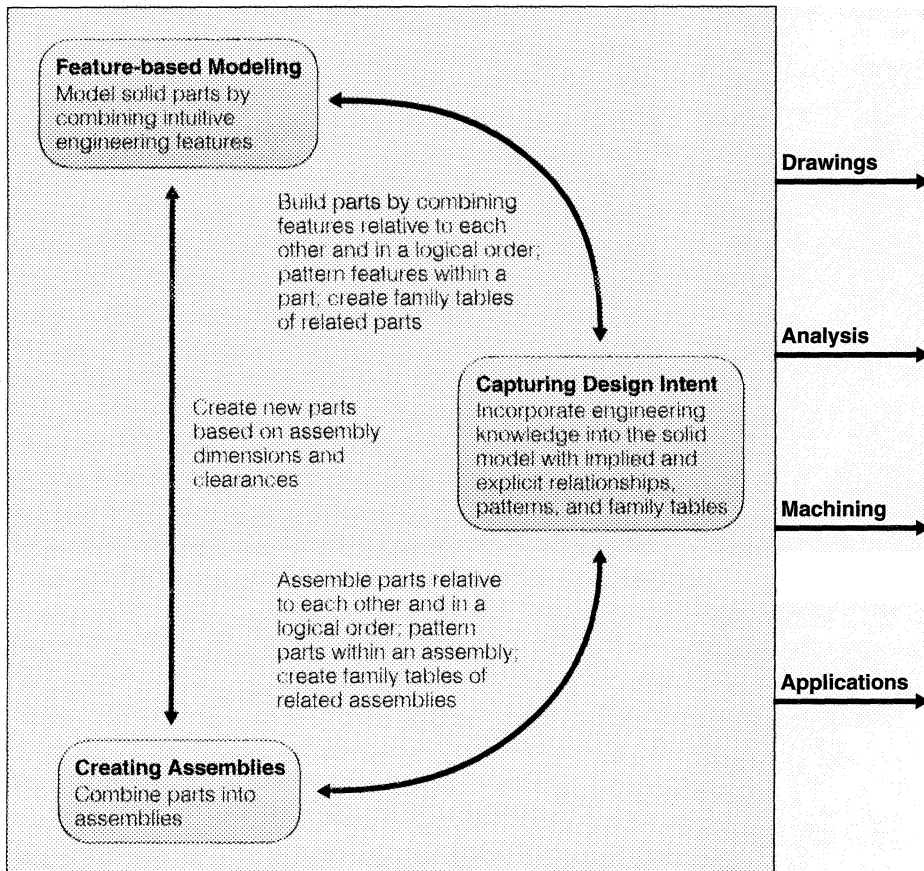 Feature-based Modeling
Model solid parts by
combining intuitive
engineering features
Build parts by combining
features relative to each
other and in a logical order;
pattern features within a
part; create family tables
of related parts
Capturing Design Intent
Incorporate engineering
knowledge into the solid
model with implied and
explicit relationships,
patterns, and family tables
Create new parts
based on assembly
dimensions and
clearances
Assemble parts relative
to each other and in a
logical order; pattern
parts within an assembly;
create family tables of
related assemblies
Creating Assemblies
Combine parts into
assemblies
Drawings
Analysis
Machining
Applications